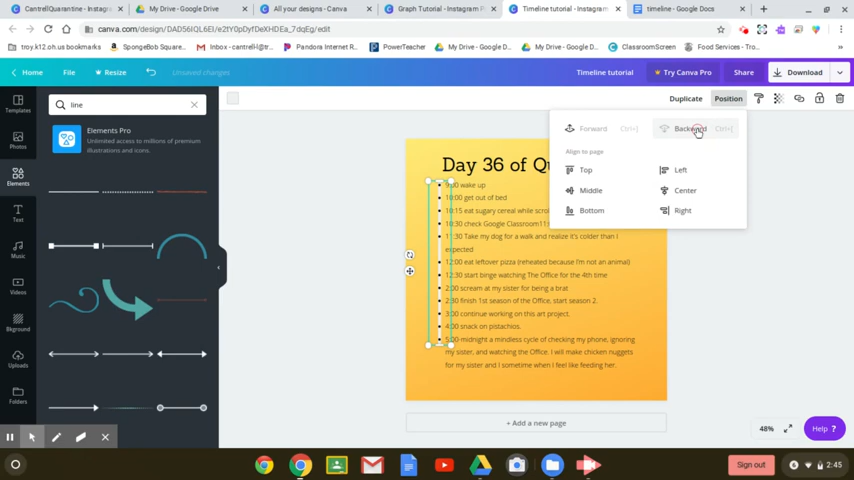 CantrellQuarantine - Instagram
My Drive - Google Drive
All your designs - Canva
Graph Tutorial - Instagram P
Timeline tutorial - Instagram
timeline - Google Docs
canva.com/design/DAD56IQL6EI/e2fY0pDyfDeXHDEa_7dqEg/edit
troy.k12.oh.us bookmarks
SpongeBob Square
Inbox - cantrell-l@tr...
Pandora Internet R...
PowerTeacher
My Drive - Google D...
My Drive - Google D...
ClassroomScreen
Food Services - Tro...
Home
File
Resize
Unsaved changes
Timeline tutorial
Try Canva Pro
Share
Download
Templates
Photos
Elements
Text
Music
Videos
Bkground
Uploads
Folders
line
Elements Pro
Unlimited access to millions of premium
illustrations and icons.
Duplicate
Position
Forward Ctrl+]
Backward Ctrl+[
Align to page
Top
Left
Middle
Center
Bottom
Right
Day 36 of Qu
9:00 wake up
10:00 get out of bed
10:15 eat sugary cereal while scrol
10:30 check Google Classroom
11:30 Take my dog for a walk and realize it's colder than I
expected
12:00 eat leftover pizza (reheated because I'm not an animal)
12:30 start binge watching The Office for the 4th time
2:00 scream at my sister for being a brat
2:30 finish 1st season of the Office, start season 2.
3:00 continue working on this art project.
4:00 snack on pistachios.
5:00-midnight a mindless cycle of checking my phone, ignoring
my sister, and watching the Office. I will make chicken nuggets
for my sister and I sometime when I feel like feeding her.
+ Add a new page
48%
Help ?
Sign out
6
2:45